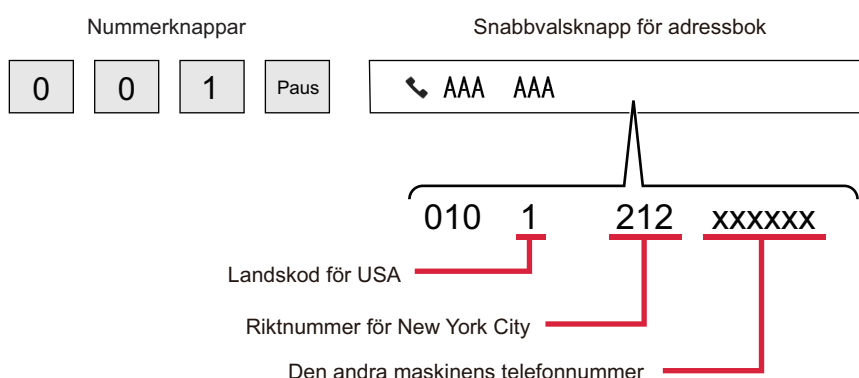 Nummerknappar Snabbvalsknapp för adressbok
0 0 1 Paus AAA AAA
010 1 212 xxxxxx
Landskod för USA
Riktnummer för New York City
Den andra maskinens telefonnummer